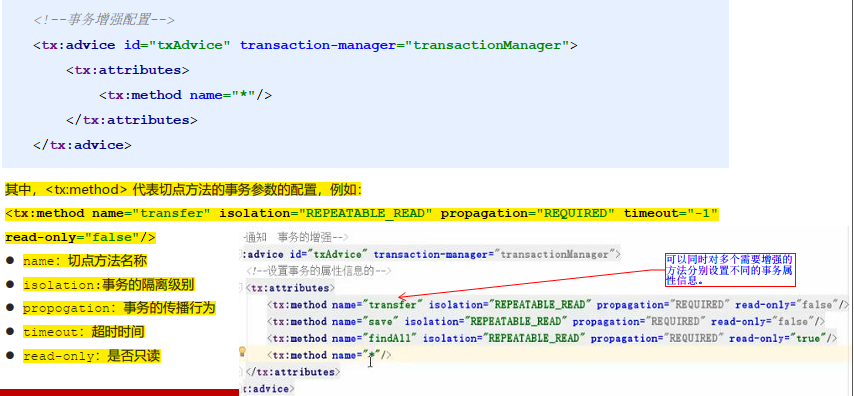 <!--事务增强配置-->
<tx:advice id="txAdvice" transaction-manager="transactionManager">
<tx:attributes>
<tx:method name="*"/>
</tx:attributes>
</tx:advice>
其中，<tx:method> 代表切点方法的事务参数的配置，例如：
<tx:method name="transfer" isolation="REPEATABLE_READ" propagation="REQUIRED" timeout="-1"
read-only="false"/>
● name：切点方法名称
● isolation:事务的隔离级别
● propogation：事务的传播行为
● timeout：超时时间
● read-only：是否只读
通知 事务的增强-->
:advice id="txAdvice" transaction-manager="transactionManager">
<!--设置事务的属性信息的-->
<tx:attributes>
<tx:method name="transfer" isolation="REPEATABLE_READ" propagation="REQUIRED" read-only="false"/>
<tx:method name="save" isolation="REPEATABLE_READ" propagation="REQUIRED" read-only="false"/>
<tx:method name="findAll" isolation="REPEATABLE_READ" propagation="REQUIRED" read-only="true"/>
<tx:method name="*"/>
</tx:attributes>
t:advice>
可以同时对多个需要增强的
方法分别设置不同的事务属
性信息。